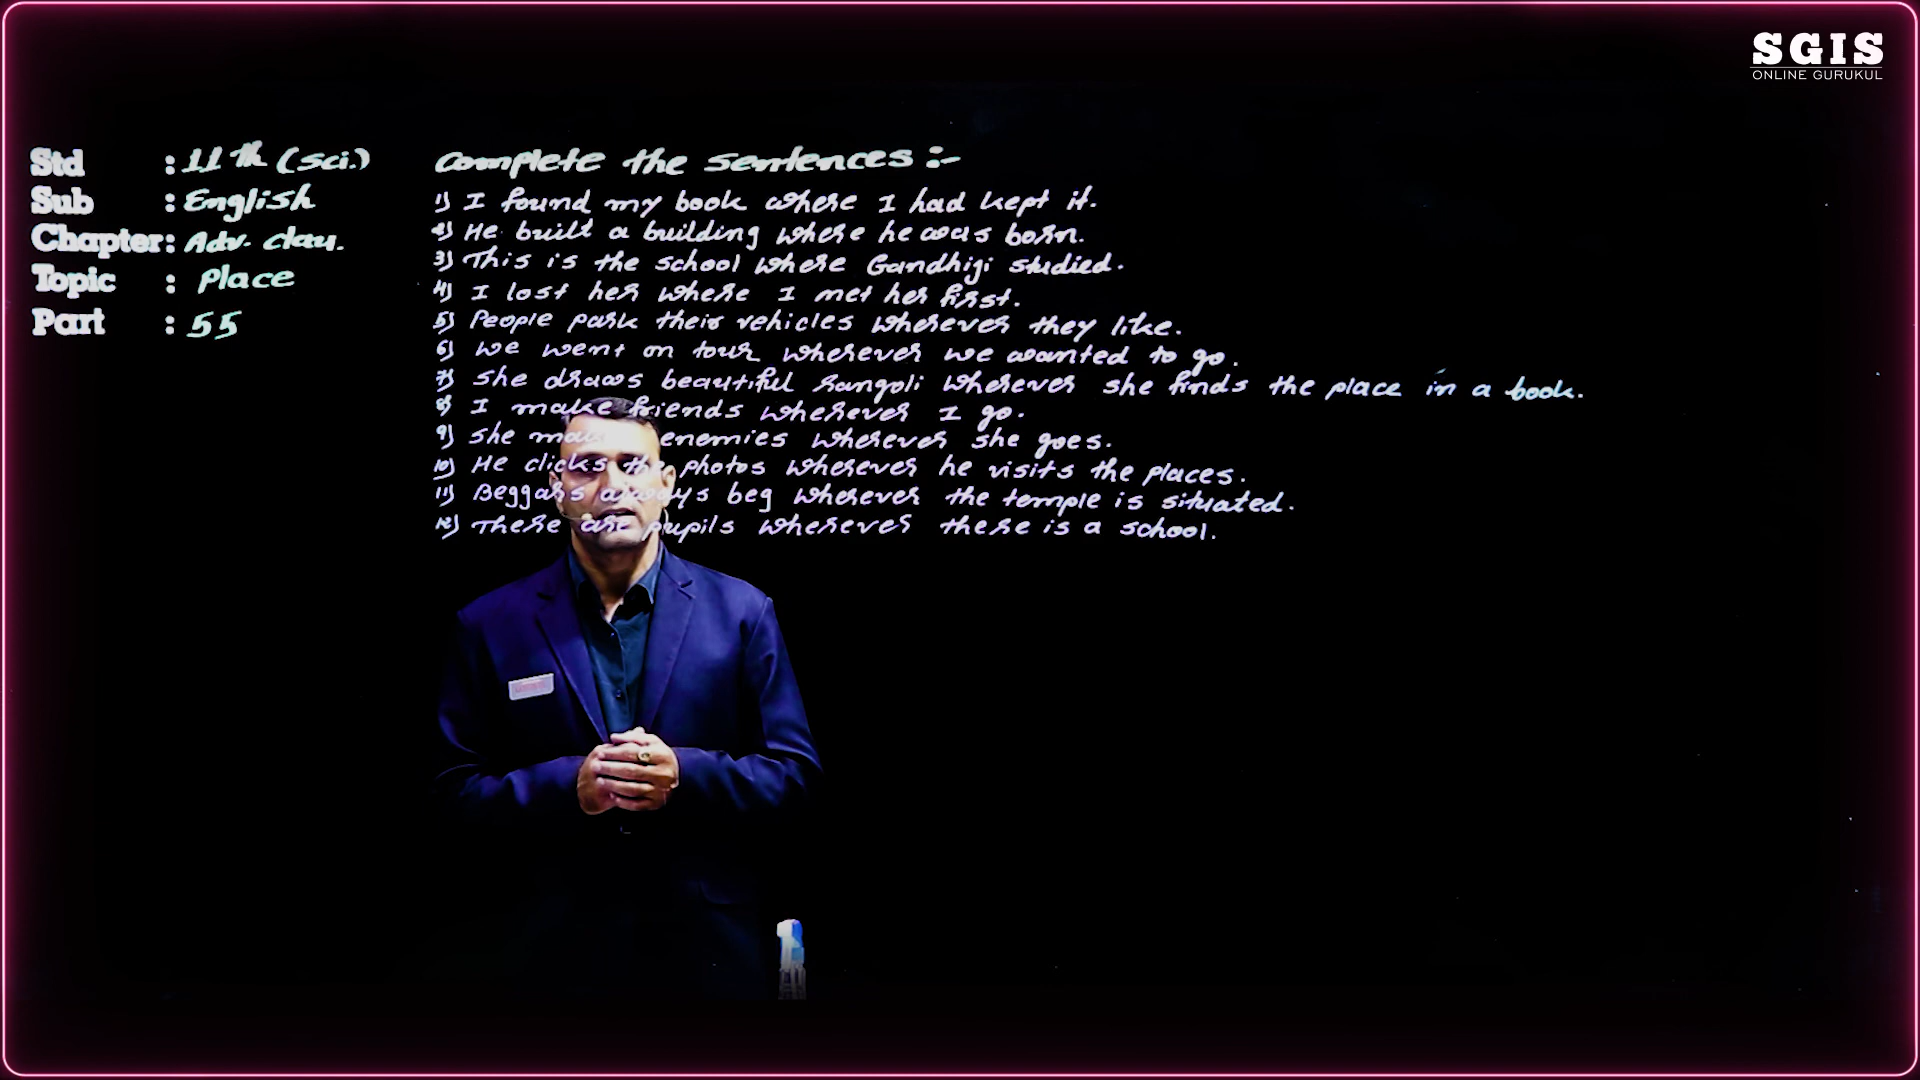 SGIS
ONLINE GURUKUL
Std : 11th (sci.)
Sub : English
Chapter : Adv. clau.
Topic : Place
Part : 55
Complete the sentences :-
1) I found my book where I had kept it.
2) He built a building where he was born.
3) This is the school where Gandhiji studied.
4) I lost her where I met her first.
5) People park their vehicles wherever they like.
6) We went on tour wherever we wanted to go.
7) She draws beautiful rangoli wherever she finds the place in a book.
8) I make friends wherever I go.
9) She enemies wherever she goes.
10) He clicks the photos wherever he visits the places.
11) Beggars always beg wherever the temple is situated.
12) There are pupils wherever there is a school.